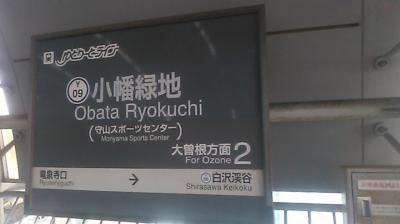 ゆとりーとライン
Y
09
小幡緑地
Obata Ryokuchi
(守山スポーツセンター)
Moriyama Sports Center
大曽根方面 2
For Ozone
竜泉寺口
Ryusenjiguchi
→
白沢渓谷
Shirasawa Keikoku